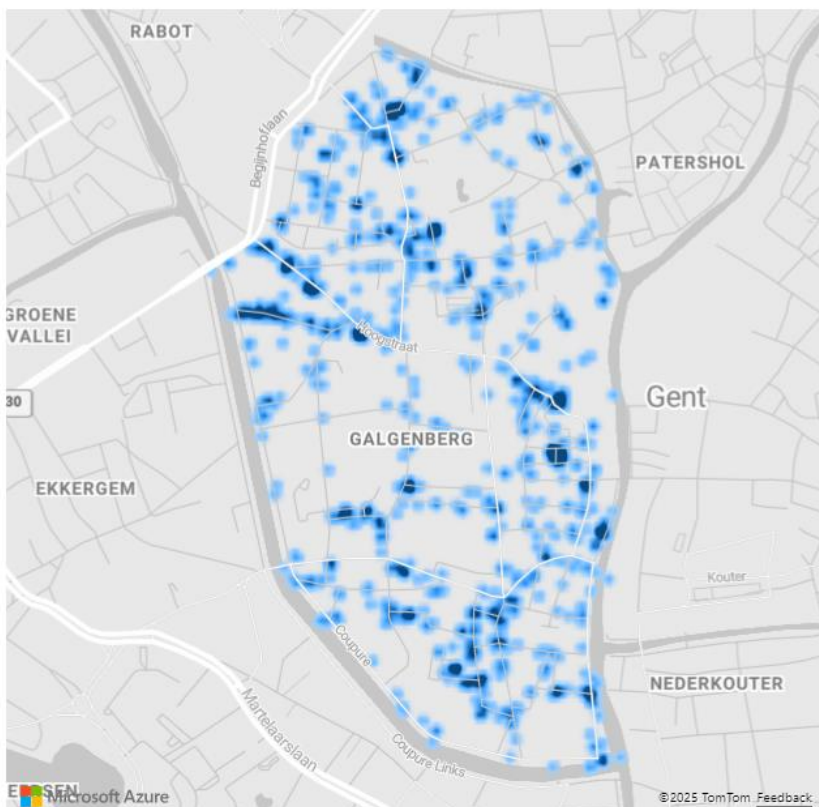 RABOT
Begijnhoflaan
PATERSHOL
GROENE
VALLEI
Hoogstraat
30
Gent
GALGENBERG
EKKERGEM
Kouter
Coupure
NEDERKOUTER
Martelaarslaan
Coupure Links
Microsoft Azure
©2025 TomTom Feedback